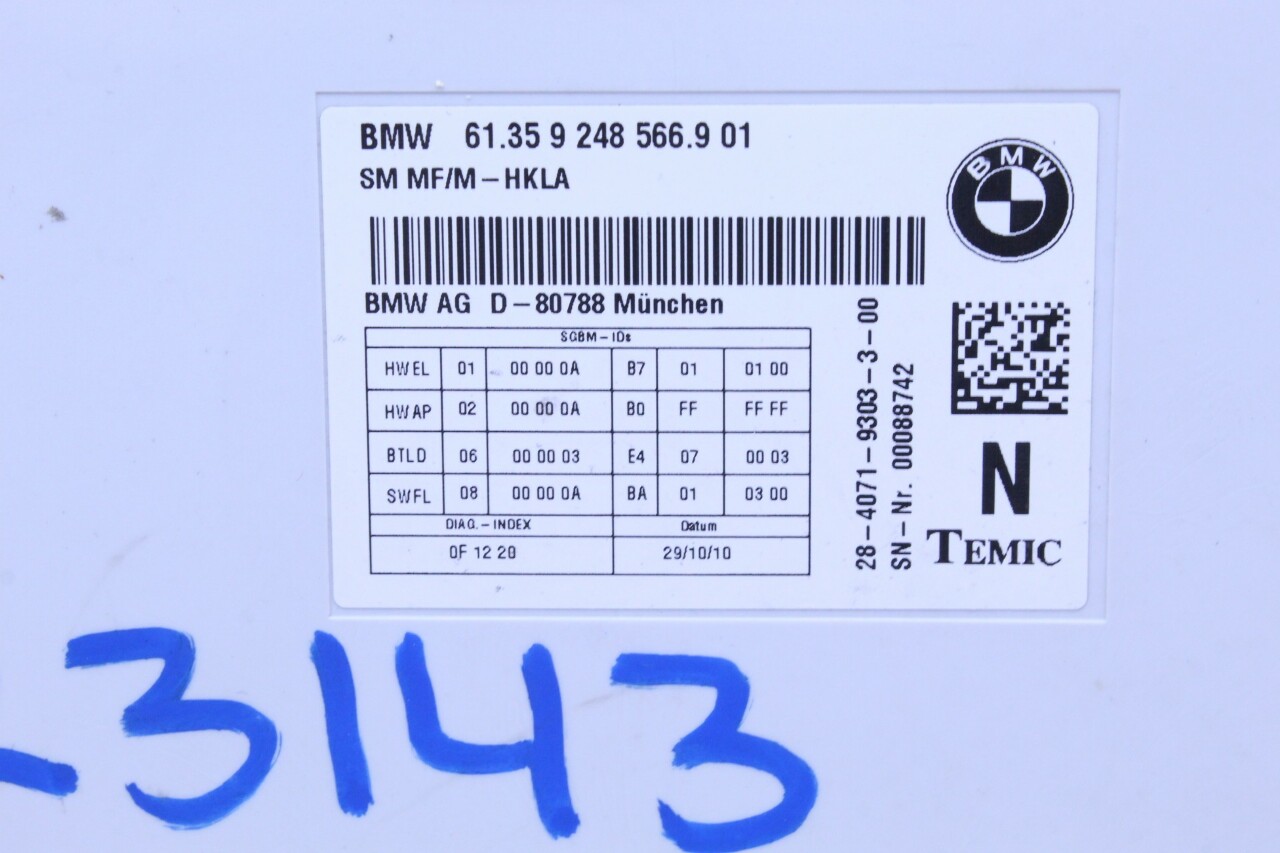 BMW 61.35 9 248 566.9 01
SM MF/M-HKLA
BMW
BMW AG D-80788 München
SGBM-IDs
HWEL 01 00 00 0A B7 01 01 00
HWAP 02 00 00 0A B0 FF FF FF
BTLD 06 00 00 03 E4 07 00 03
SWFL 08 00 00 0A BA 01 03 00
DIAG.-INDEX Datum
0F 12 20 29/10/10
28-4071-9303-3-00
SN-Nr. 00088742
N
TEMIC
3143